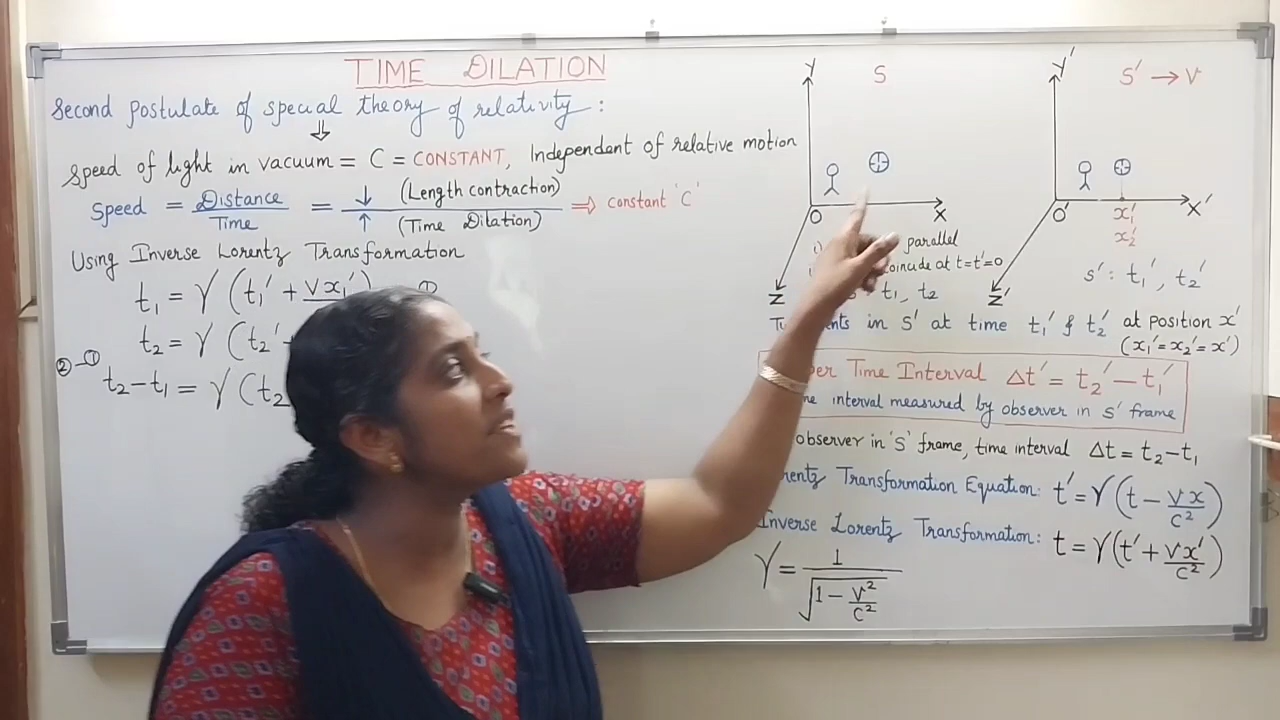 TIME DILATION
Second postulate of special theory of relativity :
⇓
Speed of light in vacuum = C = CONSTANT, Independant of relative motion
Speed = Distance / Time = ↓ (Length contraction) / ↑ (Time Dilation) ⇒ constant 'C'
Using Inverse Lorentz Transformation
t₁ = γ (t₁' + Vx₁'
t₂ = γ (t₂'
②-① t₂-t₁ = γ (t₂
Y S
O X
Z
Y' S' → V
O' X'
x₁'
x₂'
Z'
i) parallel
coincide at t=t'=0
t₁, t₂
S' : t₁', t₂'
in S' at time t₁' & t₂' at position x'
(x₁'=x₂'=x')
Time Interval Δt' = t₂'-t₁'
interval measured by observer in S' frame
observer in 'S' frame, time interval Δt = t₂-t₁
Transformation Equation: t' = γ(t - Vx/C²)
Inverse Lorentz Transformation: t = γ(t' + Vx'/C²)
γ = 1/√(1 - V²/C²)